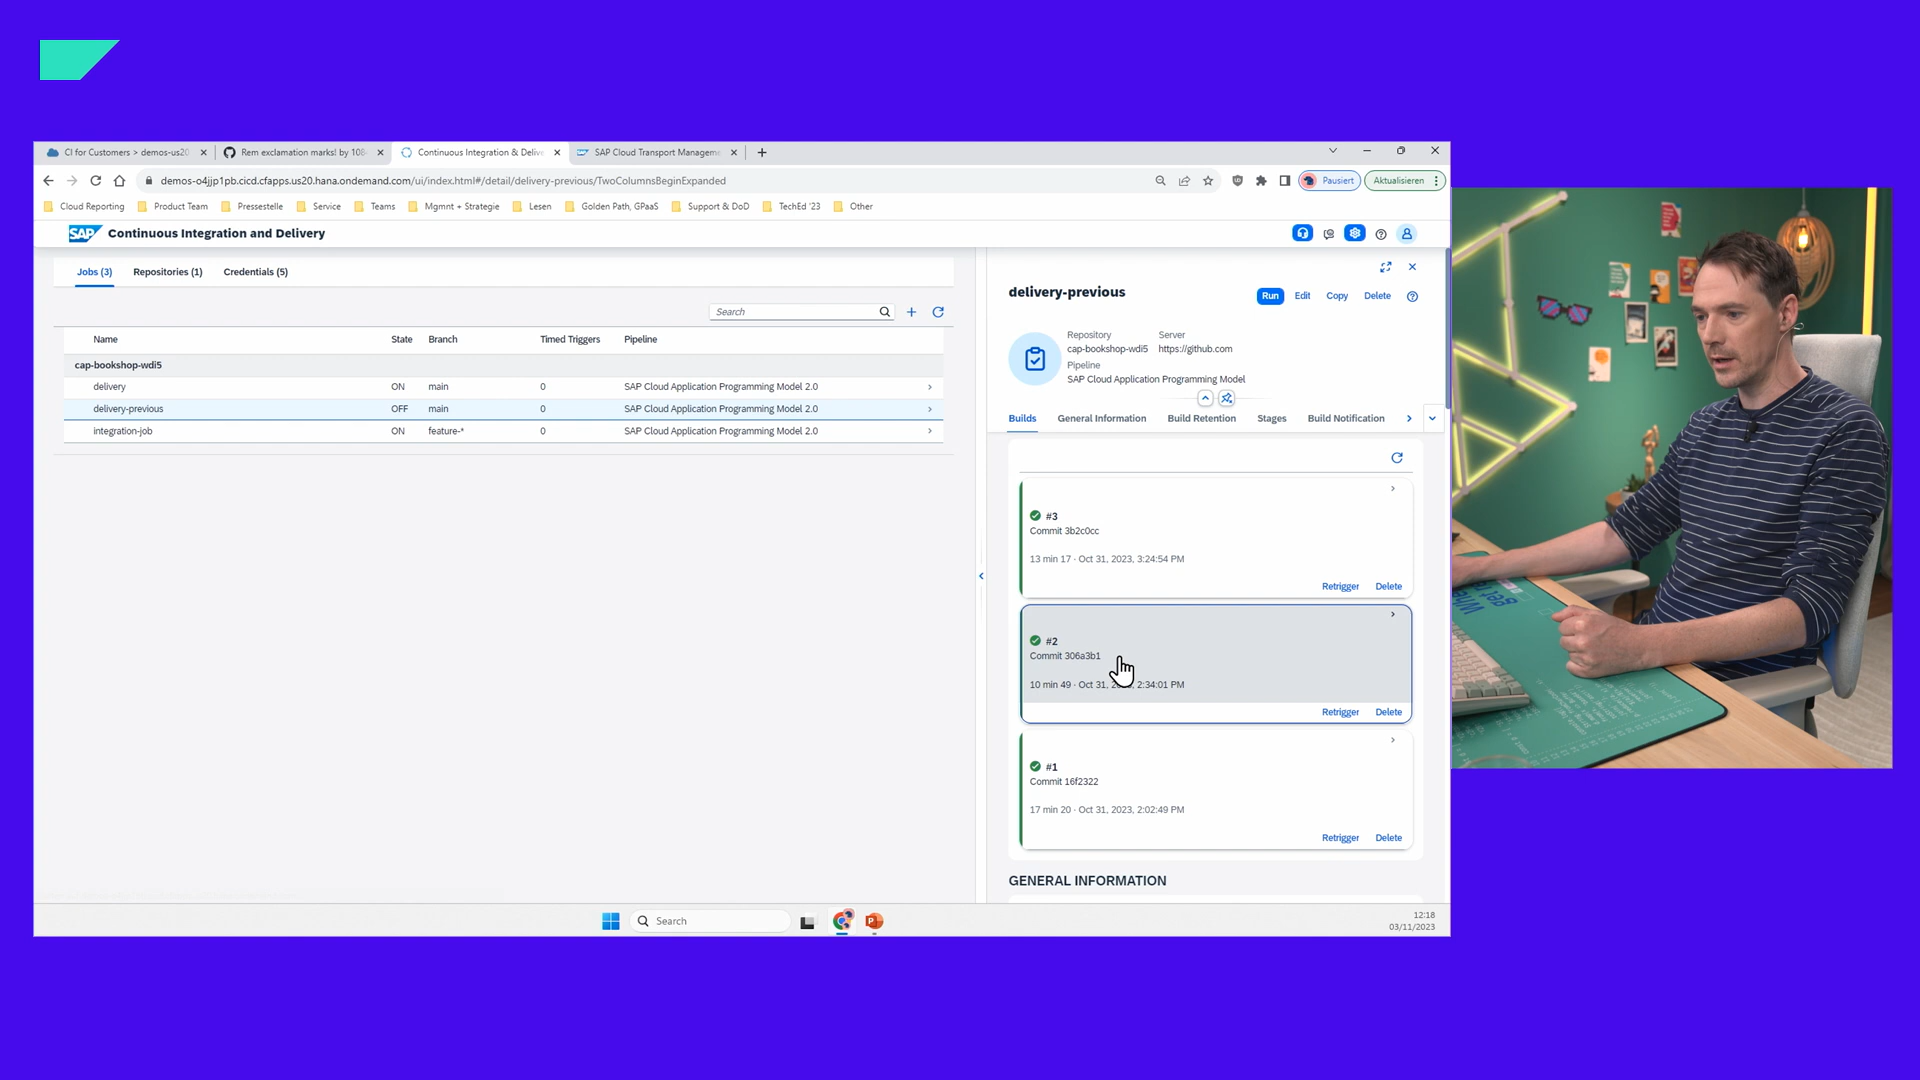 CI for Customers > demos-us20
Rem exclamation marks! by 108
Continuous Integration & Delive
SAP Cloud Transport Managem
demos-o4jjp1pb.cicd.cfapps.us20.hana.ondemand.com/ui/index.html#/detail/delivery-previous/TwoColumnsBeginExpanded
Pausiert
Aktualisieren
Cloud Reporting
Product Team
Pressestelle
Service
Teams
Mgmnt + Strategie
Lesen
Golden Path, GPaaS
Support & DoD
TechEd '23
Other
SAP Continuous Integration and Delivery
Jobs (3)
Repositories (1)
Credentials (5)
Search
Name
State
Branch
Timed Triggers
Pipeline
cap-bookshop-wdi5
delivery ON main 0 SAP Cloud Application Programming Model 2.0
delivery-previous OFF main 0 SAP Cloud Application Programming Model 2.0
integration-job ON feature-* 0 SAP Cloud Application Programming Model 2.0
delivery-previous
Run
Edit
Copy
Delete
Repository
Server
cap-bookshop-wdi5
https://github.com
Pipeline
SAP Cloud Application Programming Model
Builds
General Information
Build Retention
Stages
Build Notification
#3
Commit 3b2c0cc
13 min 17 · Oct 31, 2023, 3:24:54 PM
Retrigger
Delete
#2
Commit 306a3b1
10 min 49 · Oct 31, 2:34:01 PM
Retrigger
Delete
#1
Commit 16f2322
17 min 20 · Oct 31, 2023, 2:02:49 PM
Retrigger
Delete
GENERAL INFORMATION
Search
12:18
03/11/2023